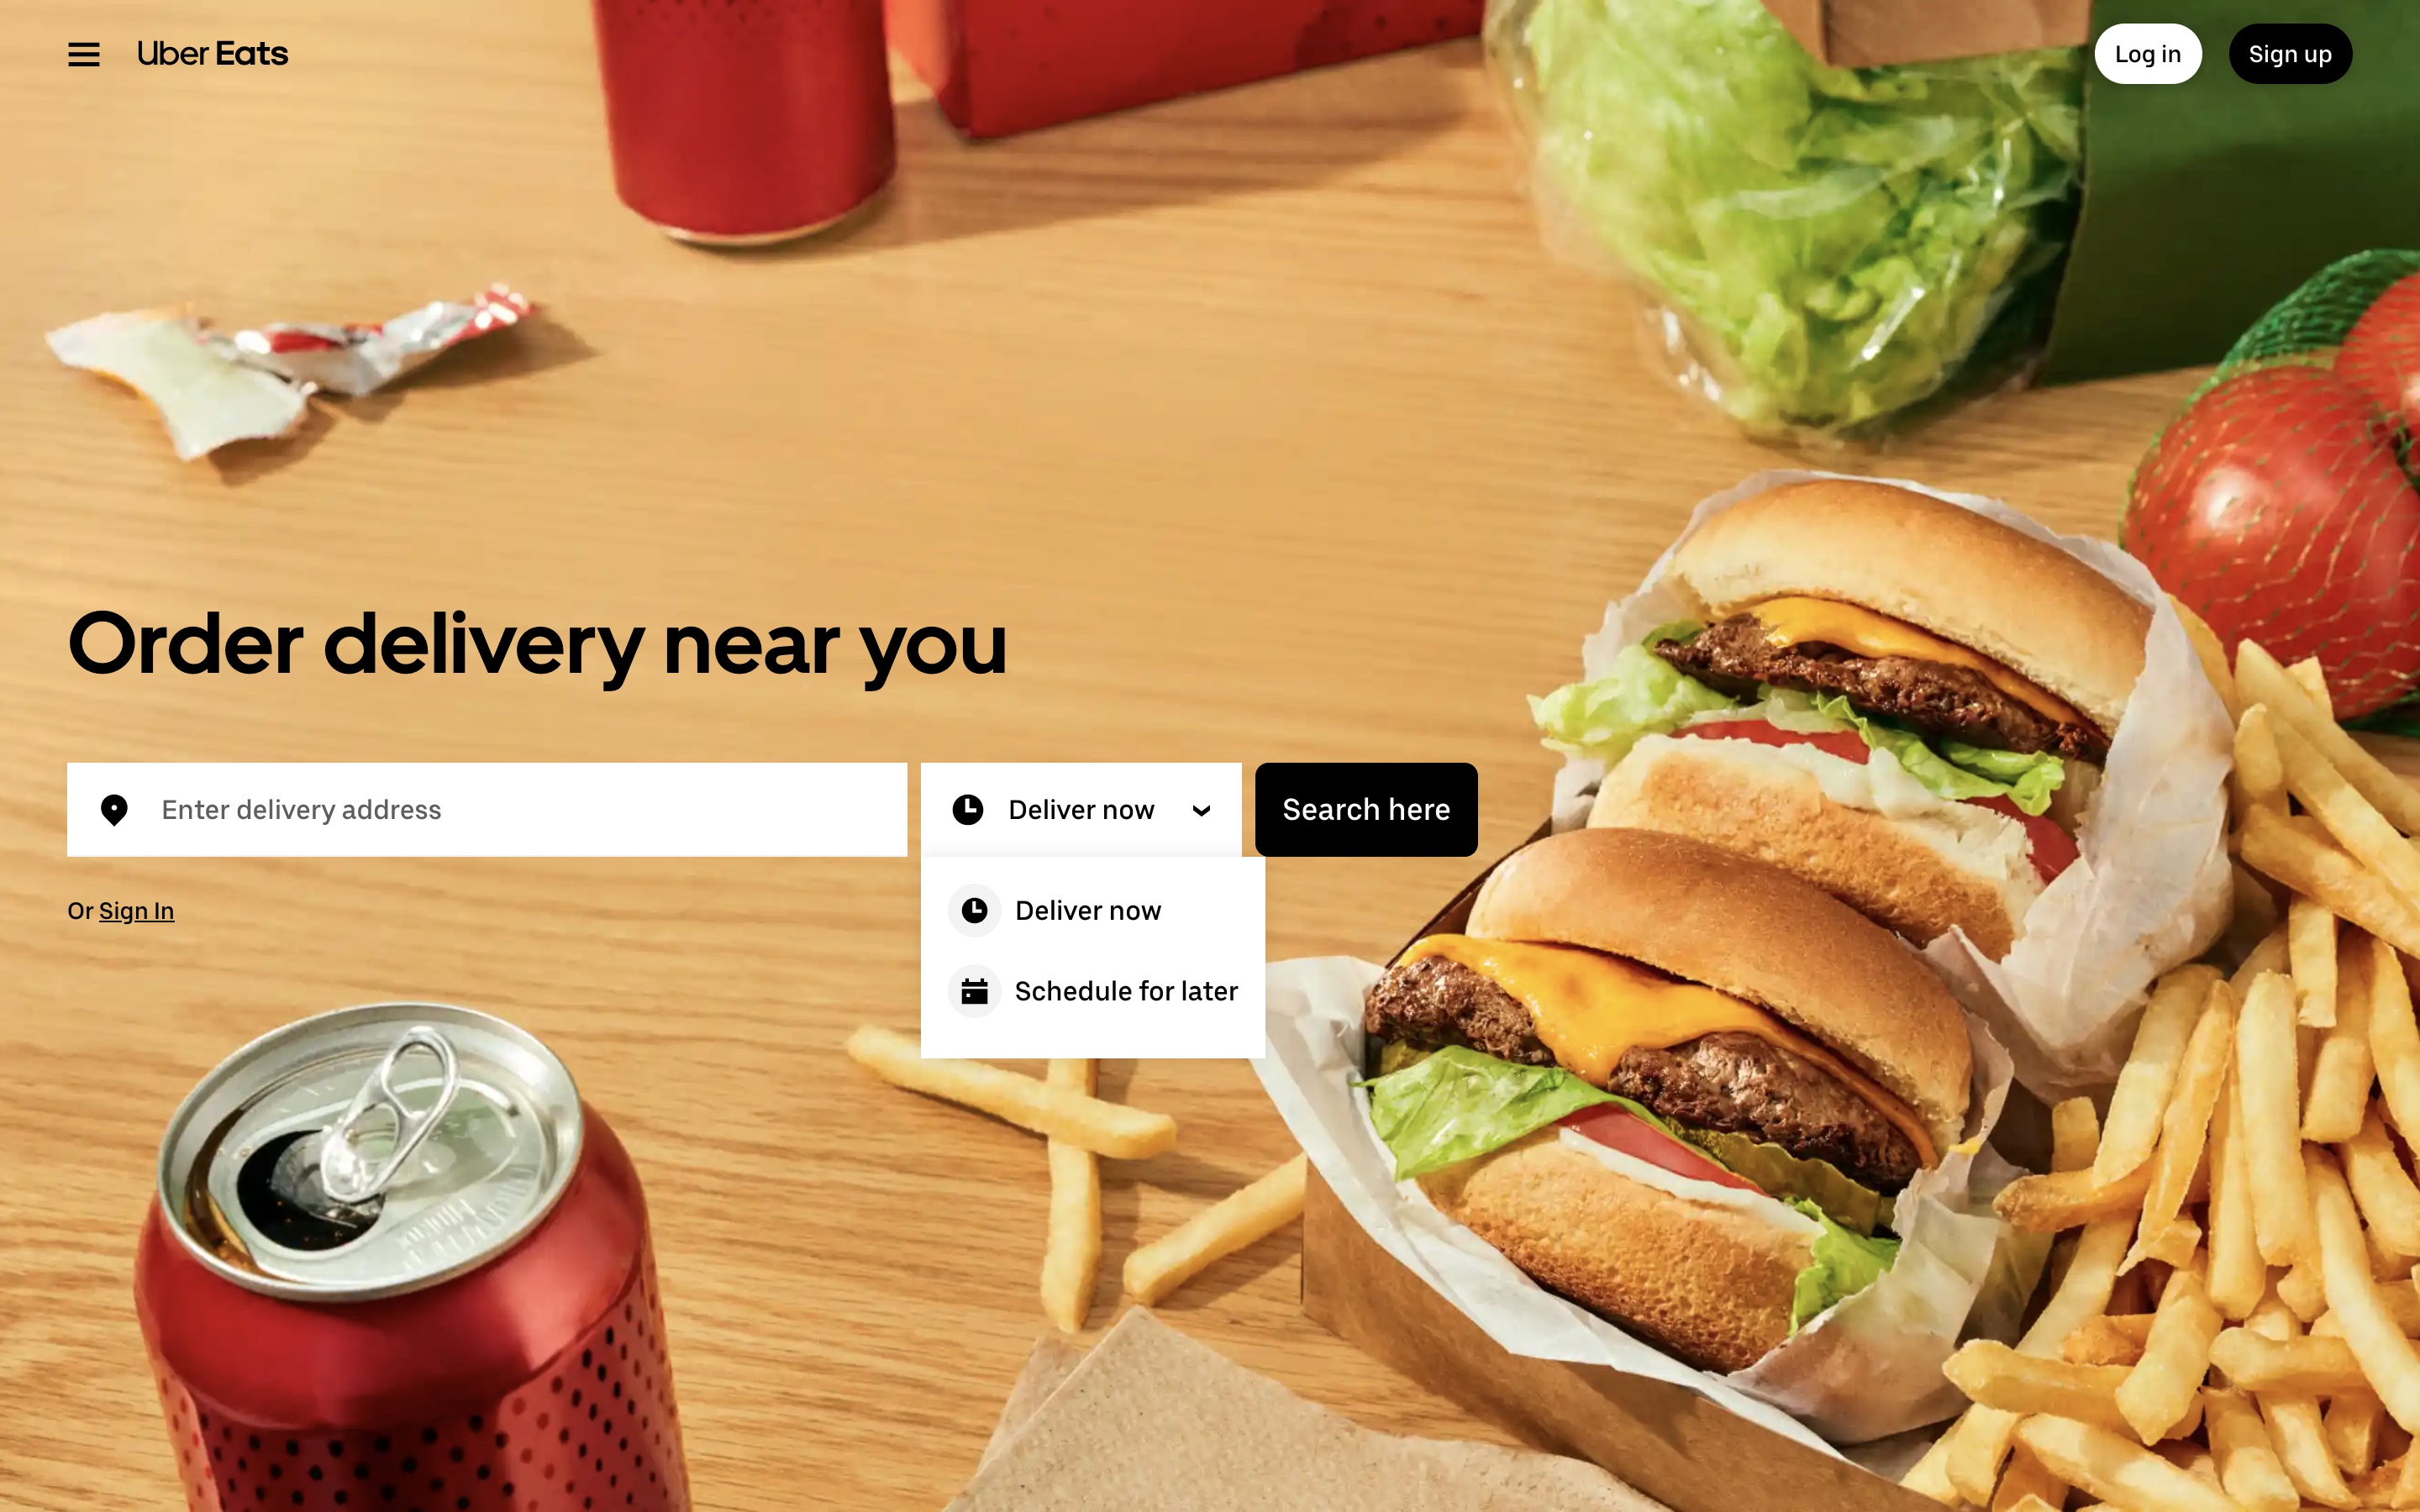 Uber Eats
Log in
Sign up
Order delivery near you
Enter delivery address
Deliver now
Search here
Or Sign In
Deliver now
Schedule for later